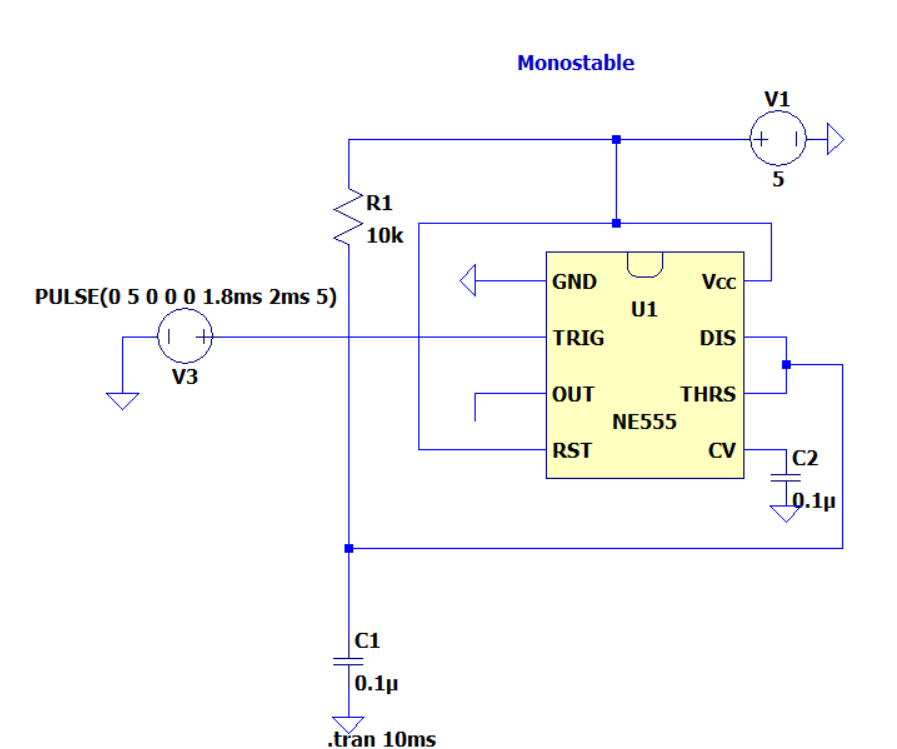 Monostable
V1
5
R1
10k
PULSE(0 5 0 0 0 1.8ms 2ms 5)
V3
GND
Vcc
U1
TRIG
DIS
OUT
THRS
NE555
RST
CV
C2
0.1µ
C1
0.1µ
.tran 10ms